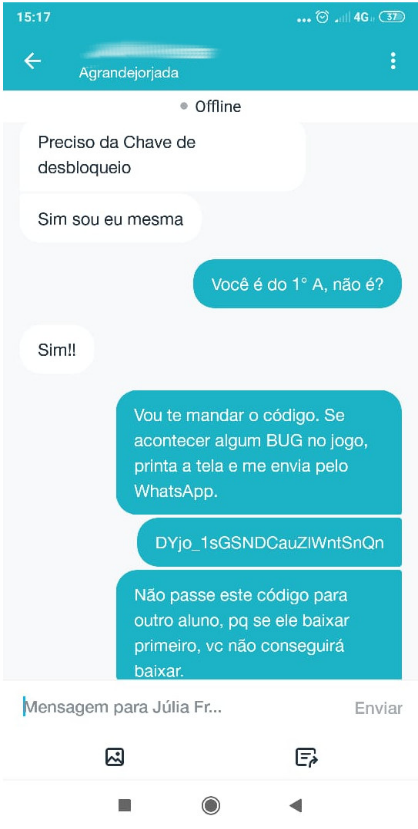 15:17
4G 37
Agrandejorjada
Offline
Preciso da Chave de
desbloqueio
Sim sou eu mesma
Você é do 1° A, não é?
Sim!!
Vou te mandar o código. Se
acontecer algum BUG no jogo,
printa a tela e me envia pelo
WhatsApp.
DYjo_1sGSNDCauZlWntSnQn
Não passe este código para
outro aluno, pq se ele baixar
primeiro, vc não conseguirá
baixar.
Mensagem para Júlia Fr...
Enviar